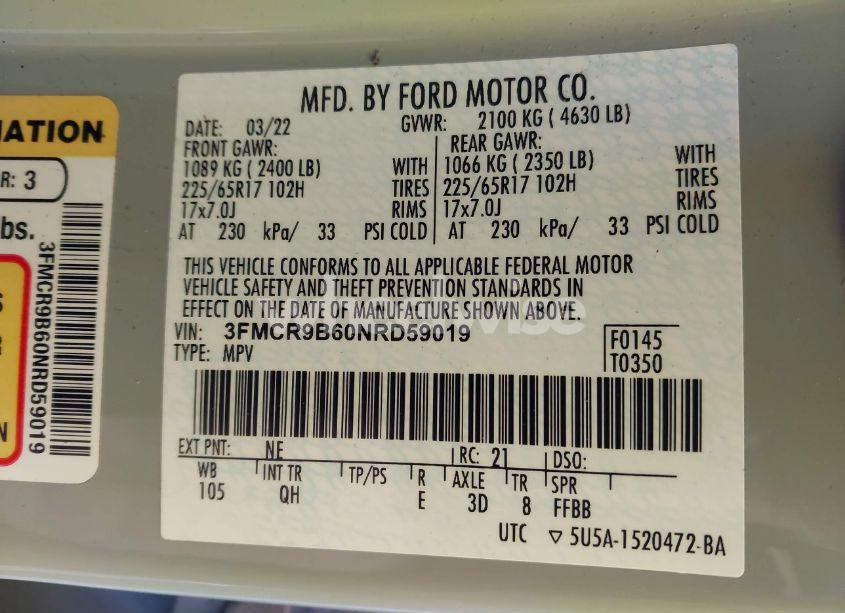 MFD. BY FORD MOTOR CO.
DATE: 03/22 GVWR: 2100 KG ( 4630 LB)
FRONT GAWR: REAR GAWR:
1089 KG ( 2400 LB) WITH 1066 KG ( 2350 LB) WITH
225/65R17 102H TIRES 225/65R17 102H TIRES
17x7.0J RIMS 17x7.0J RIMS
AT 230 kPa/ 33 PSI COLD AT 230 kPa/ 33 PSI COLD
THIS VEHICLE CONFORMS TO ALL APPLICABLE FEDERAL MOTOR
VEHICLE SAFETY AND THEFT PREVENTION STANDARDS IN
EFFECT ON THE DATE OF MANUFACTURE SHOWN ABOVE.
VIN: 3FMCR9B60NRD59019
F0145
TYPE: MPV
T0350
EXT PNT: NE RC: 21 DSO:
WB INT TR TP/PS R AXLE TR SPR
105 QH E 3D 8 FFBB
UTC ▽ 5U5A-1520472-BA
MATION
R: 3
bs.
3FMCR9B60NRD59019
S
R
N